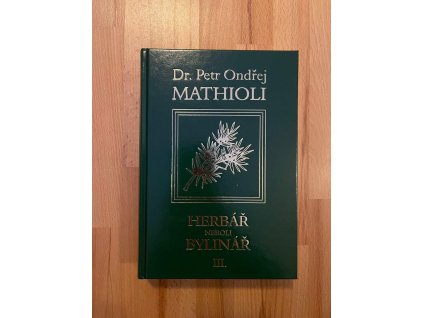 Dr. Petr Ondřej
MATHIOLI
HERBÁŘ
NEBOLI
BYLINÁŘ
III.